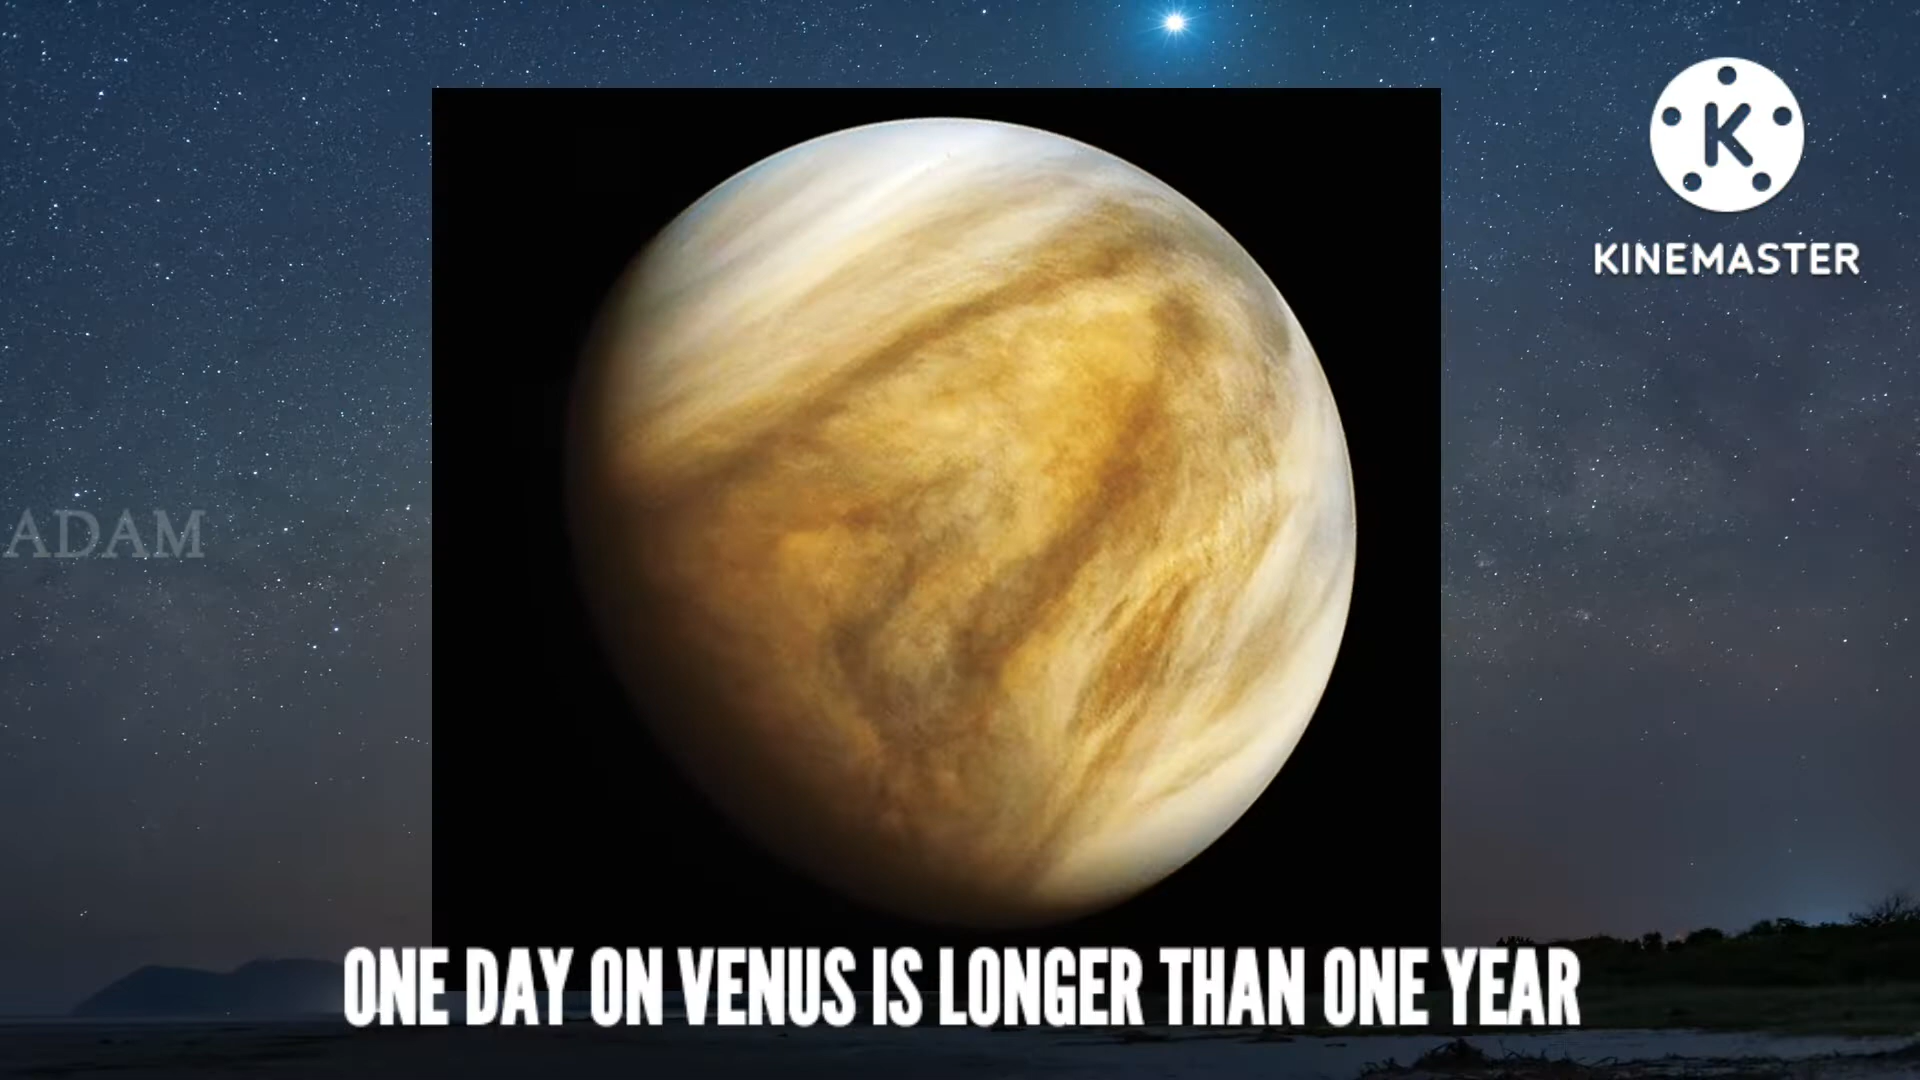 K
KINEMASTER
ADAM
ONE DAY ON VENUS IS LONGER THAN ONE YEAR